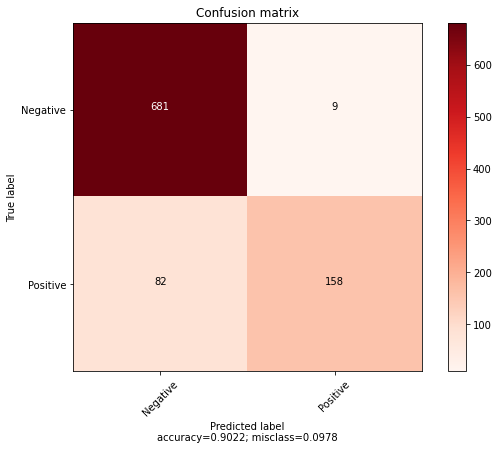 Confusion matrix
True label
Negative
681
9
Positive
82
158
Negative
Positive
Predicted label
accuracy=0.9022; misclass=0.0978
600
500
400
300
200
100